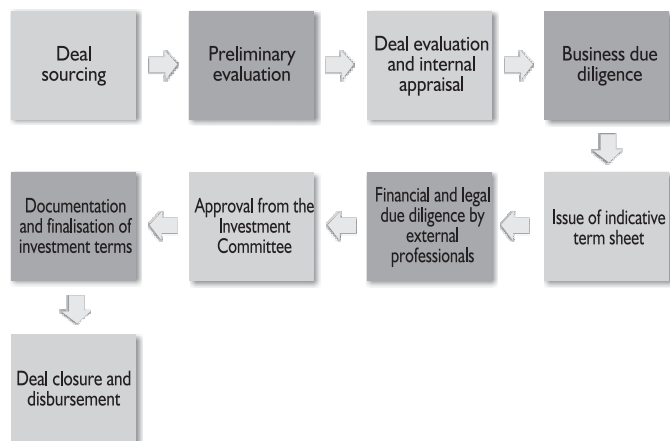 Deal
sourcing
Preliminary
evaluation
Deal evaluation
and internal
appraisal
Business due
diligence
Issue of indicative
term sheet
Financial and legal
due diligence by
external
professionals
Approval from the
Investment
Committee
Documentation
and finalisation of
investment terms
Deal closure and
disbursement